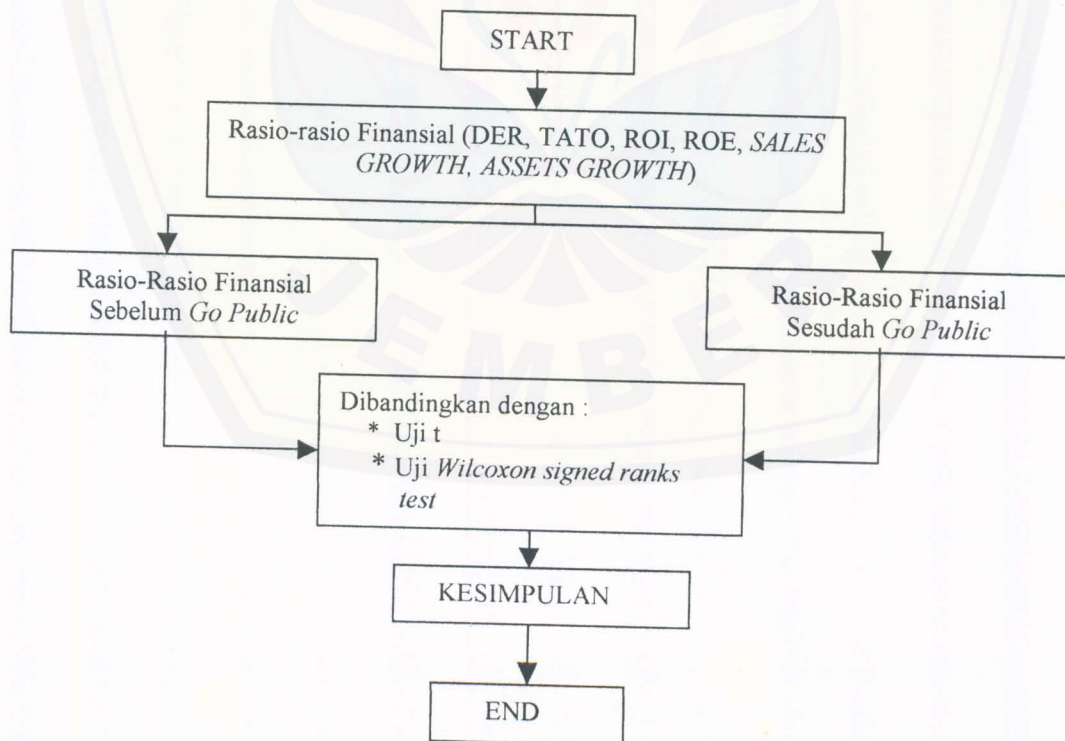 START
Rasio-rasio Finansial (DER, TATO, ROI, ROE, SALES
GROWTH, ASSETS GROWTH)
Rasio-Rasio Finansial
Sebelum Go Public
Rasio-Rasio Finansial
Sesudah Go Public
JEMBER
Dibandingkan dengan :
* Uji t
* Uji Wilcoxon signed ranks
test
KESIMPULAN
END